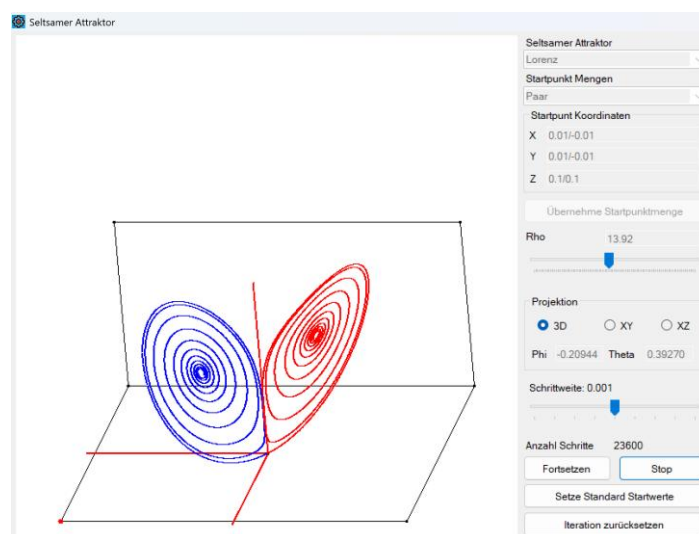 Seltsamer Attraktor
Seltsamer Attraktor
Lorenz
Startpunkt Mengen
Paar
Startpunt Koordinaten
X 0.01/-0.01
Y 0.01/-0.01
Z 0.1/0.1
Übernehme Startpunktmenge
Rho 13.92
Projektion
3D XY XZ
Phi -0.20944 Theta 0.39270
Schrittweite: 0.001
Anzahl Schritte 23600
Fortsetzen Stop
Setze Standard Startwerte
Iteration zurücksetzen